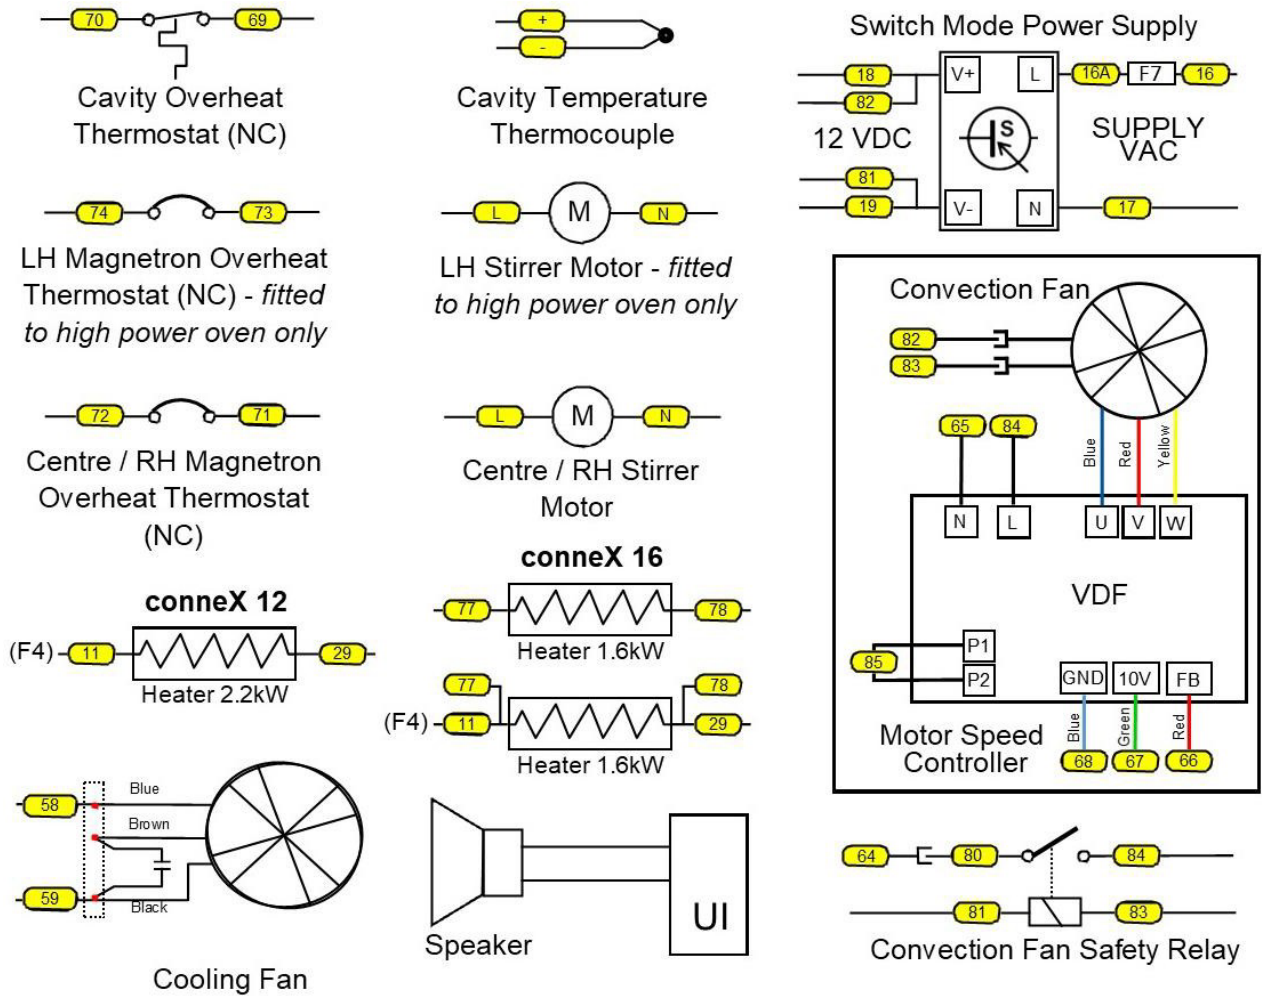 70 69
Cavity Overheat
Thermostat (NC)
+
-
Cavity Temperature
Thermocouple
Switch Mode Power Supply
18 V+ L 16A F7 16
82
12 VDC
S
SUPPLY
VAC
81
19 V- N 17
74 73
LH Magnetron Overheat
Thermostat (NC) - fitted
to high power oven only
L M N
LH Stirrer Motor - fitted
to high power oven only
72 71
Centre / RH Magnetron
Overheat Thermostat
(NC)
L M N
Centre / RH Stirrer
Motor
Convection Fan
82
83
65 84
Blue Red Yellow
N L U V W
VDF
P1
85
P2
GND 10V FB
Blue Green Red
68 67 66
Motor Speed
Controller
conneX 12
(F4) 11 29
Heater 2.2kW
conneX 16
77 78
Heater 1.6kW
77 78
(F4) 11 29
Heater 1.6kW
58 Blue
Brown
59 Black
Cooling Fan
UI
Speaker
64 80 84
81 83
Convection Fan Safety Relay